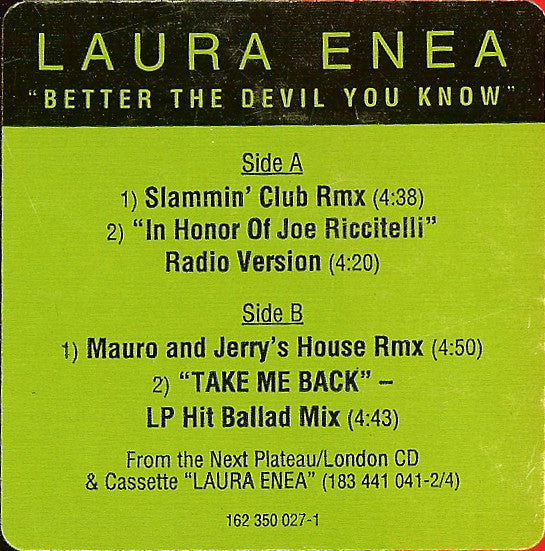 LAURA ENEA
"BETTER THE DEVIL YOU KNOW"
Side A
1) Slammin' Club Rmx (4:38)
2) "In Honor Of Joe Riccitelli"
Radio Version (4:20)
Side B
1) Mauro and Jerry's House Rmx (4:50)
2) "TAKE ME BACK" –
LP Hit Ballad Mix (4:43)
From the Next Plateau/London CD
& Cassette "LAURA ENEA" (183 441 041-2/4)
162 350 027-1